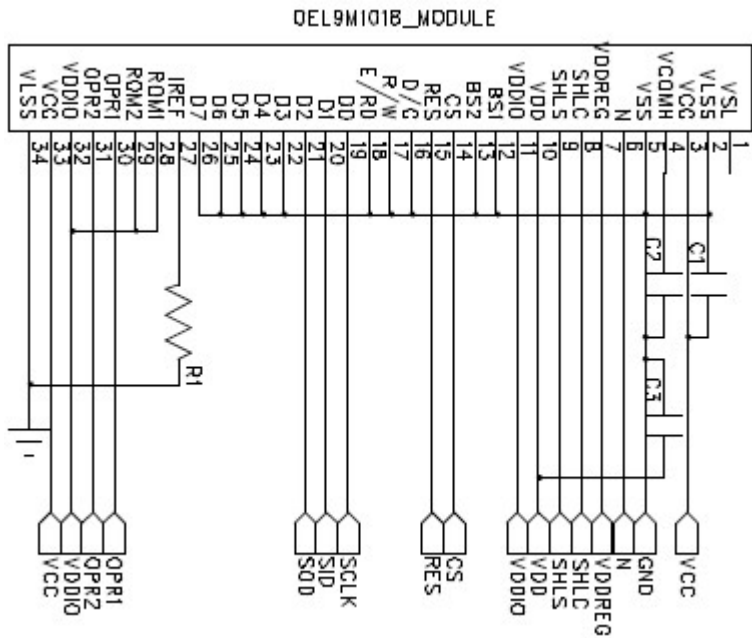 OEL9M1018_MODULE
VLSS
VCC
VDDIO
OPR2
OPR1
ROM2
ROM1
IREF
D7
D6
D5
D4
D3
D2
D1
D0
E/RD
R/W
D/C
RES
CS
BS2
BS1
VDDIO
VDD
SHLS
SHLC
VDDREG
N
VSS
VCOMH
VCC
VLSS
VSL
34
33
32
31
30
29
28
27
26
25
24
23
22
21
20
19
18
17
16
15
14
13
12
11
10
9
8
7
6
5
4
3
2
1
C2
C1
R1
C3
VCC
VDDIO
OPR2
OPR1
SOD
SID
SCLK
RES
CS
VDDIO
VDD
SHLS
SHLC
VDDREG
N
GND
VCC